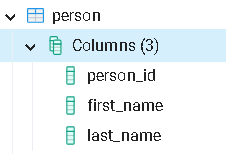 person
Columns (3)
person_id
first_name
last_name